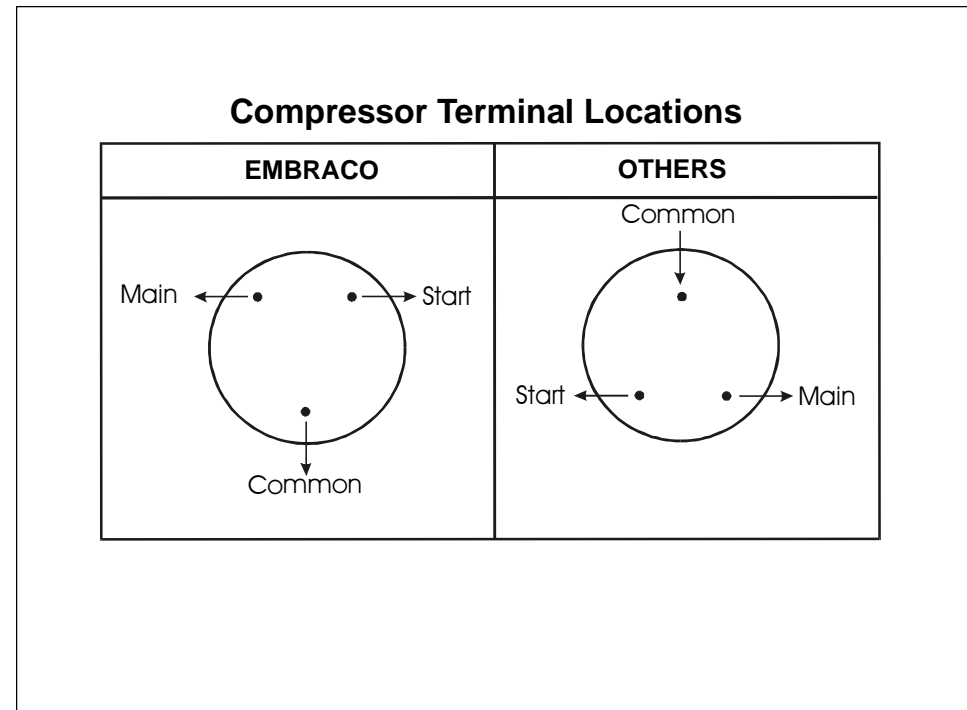 Compressor Terminal Locations
EMBRACO
OTHERS
Main
Start
Common
Common
Start
Main